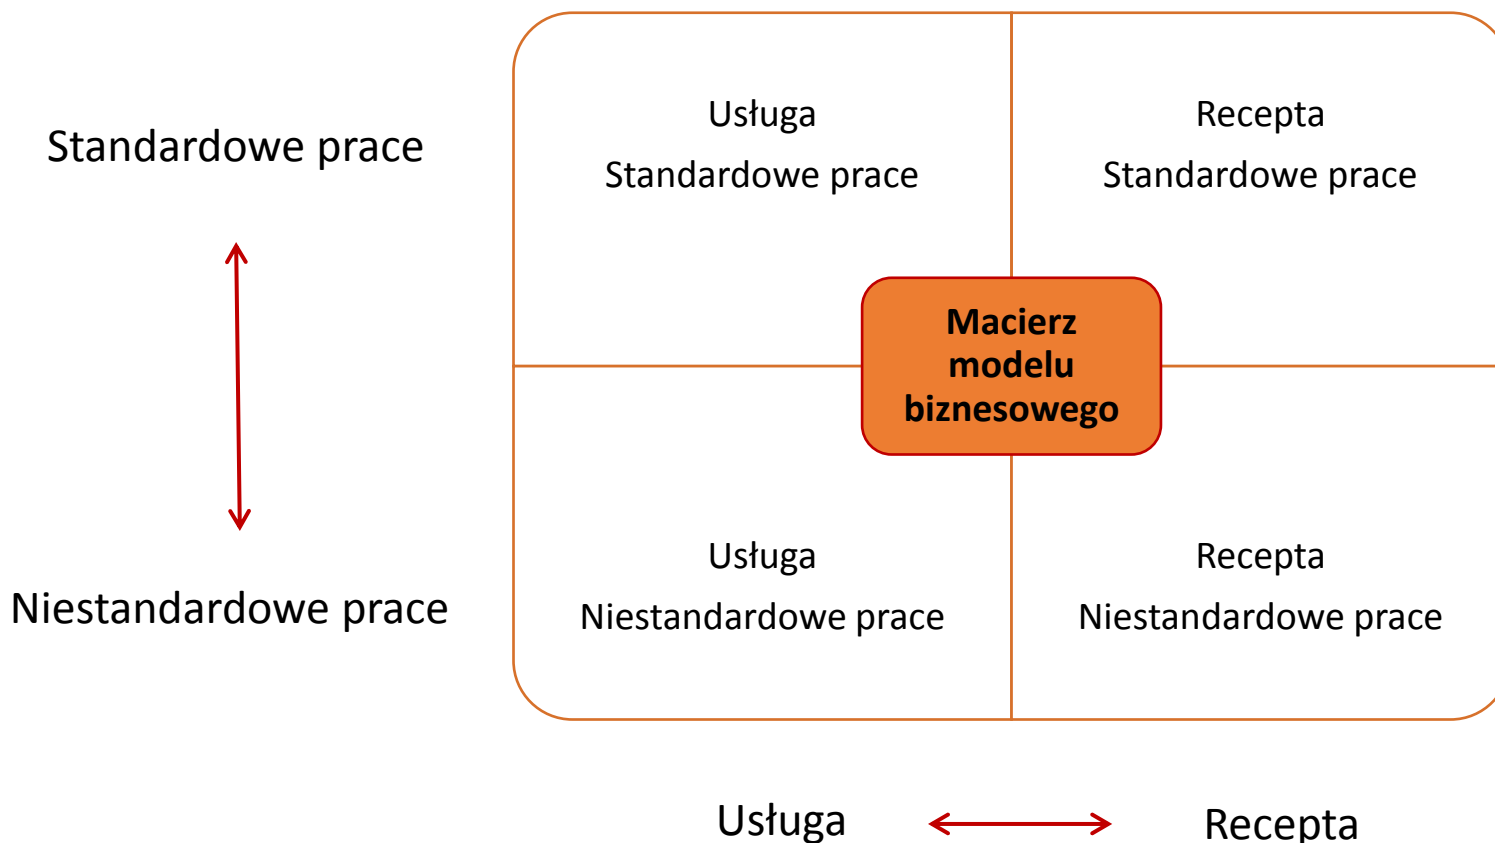 Standardowe prace
Niestandardowe prace
Usługa
Standardowe prace
Recepta
Standardowe prace
Macierz
modelu
biznesowego
Usługa
Niestandardowe prace
Recepta
Niestandardowe prace
Usługa
Recepta